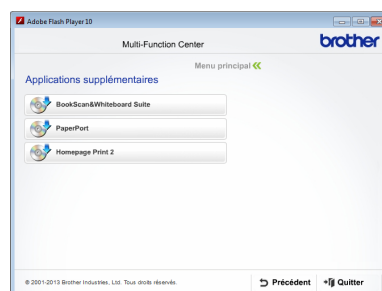 Adobe Flash Player 10
Multi-Function Center
brother
Menu principal
Applications supplémentaires
BookScan&Whiteboard Suite
PaperPort
Homepage Print 2
© 2001-2013 Brother Industries, Ltd. Tous droits réservés.
Précédent
Quitter